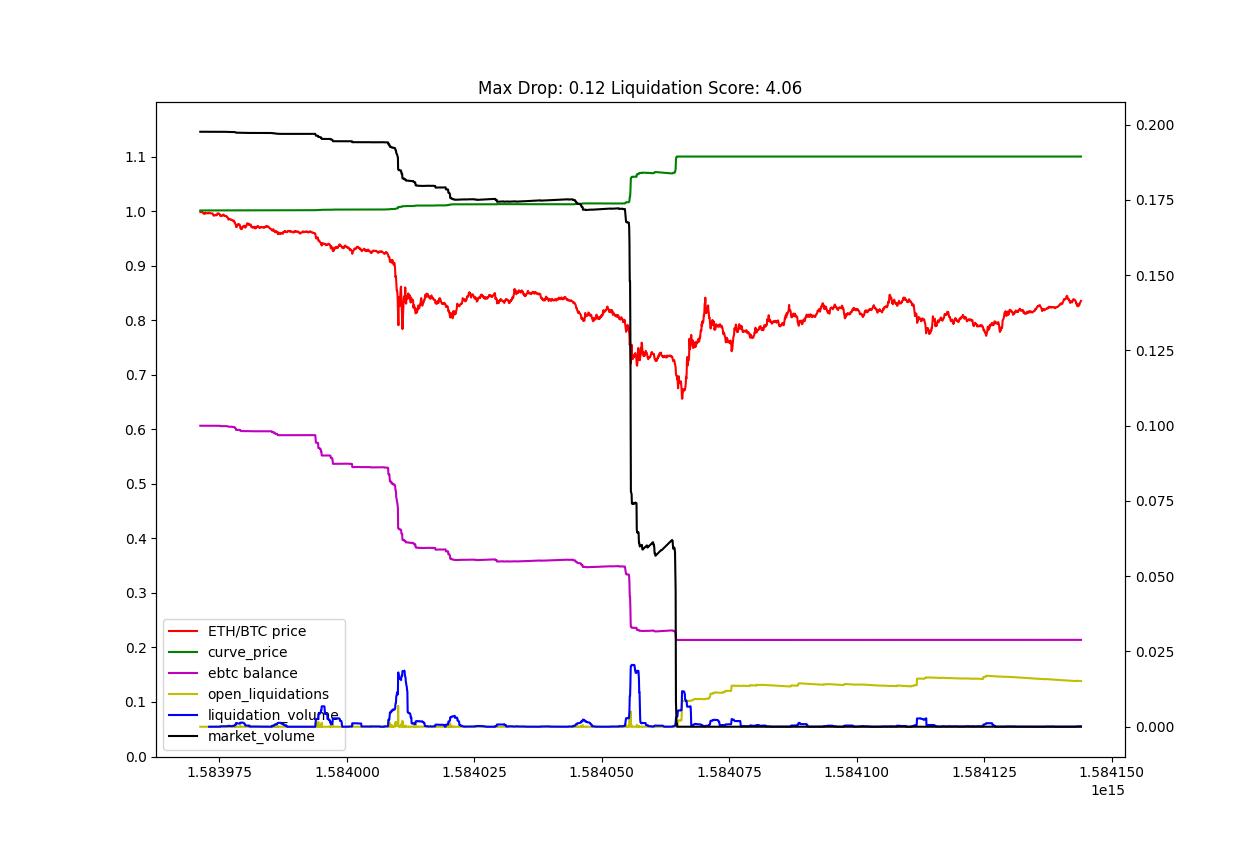 Max Drop: 0.12 Liquidation Score: 4.06
1.1
1.0
0.9
0.8
0.7
0.6
0.5
0.4
0.3
0.2
0.1
0.0
0.200
0.175
0.150
0.125
0.100
0.075
0.050
0.025
0.000
ETH/BTC price
curve_price
ebtc balance
open_liquidations
liquidation_volume
market_volume
1.583975 1.584000 1.584025 1.584050 1.584075 1.584100 1.584125 1.584150
1e15